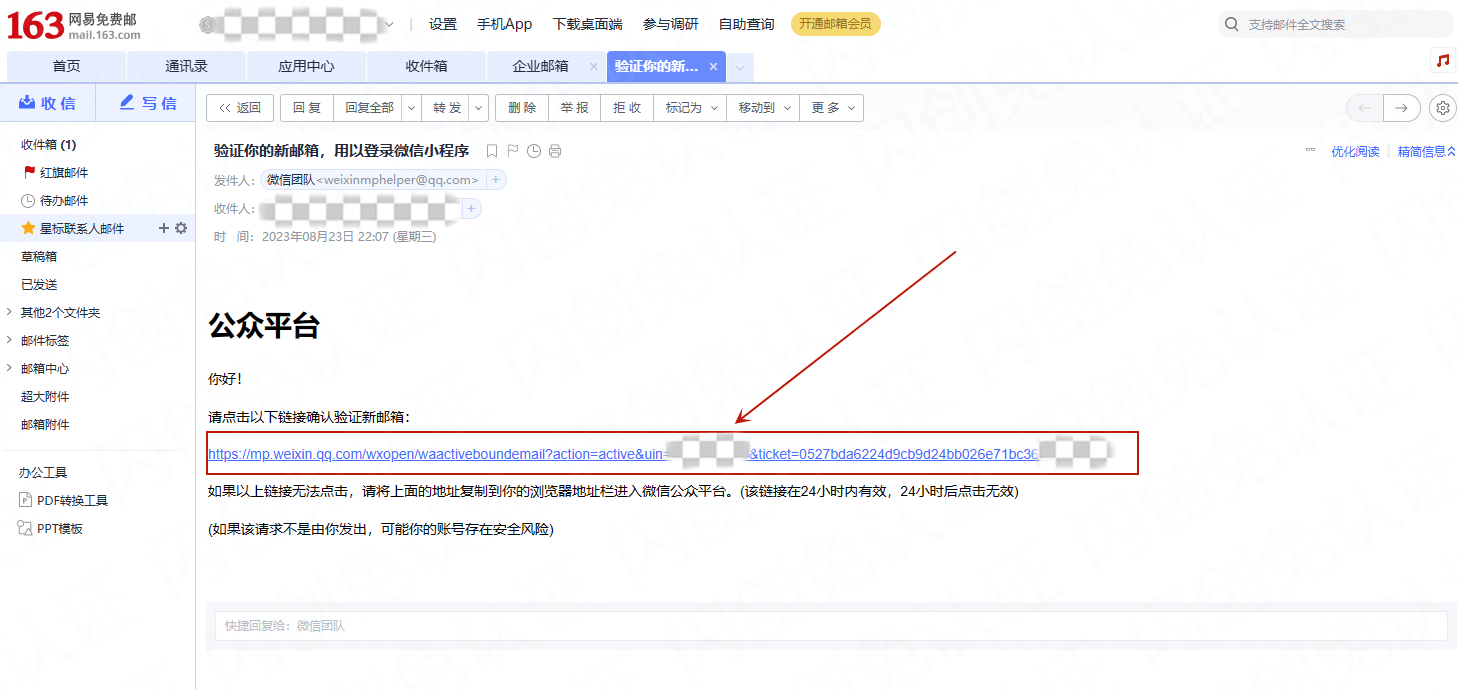 163 网易免费邮
mail.163.com
设置 手机App 下载桌面端 参与调研 自助查询 开通邮箱会员
支持邮件全文搜索
首页 通讯录 应用中心 收件箱 企业邮箱 × 验证你的新... ×
收 信 写 信
<< 返回 回 复 回复全部 转 发 删 除 举 报 拒 收 标记为 移动到 更 多
收件箱 (1)
红旗邮件
待办邮件
星标联系人邮件
草稿箱
已发送
其他2个文件夹
邮件标签
邮箱中心
超大附件
邮箱附件
办公工具
PDF转换工具
PPT模板
验证你的新邮箱，用以登录微信小程序
优化阅读 | 精简信息
发件人： 微信团队<weixinmphelper@qq.com> +
收件人： +
时 间： 2023年08月23日 22:07 (星期三)
公众平台
你好！
请点击以下链接确认验证新邮箱：
https://mp.weixin.qq.com/wxopen/waactiveboundemail?action=active&uin= &ticket=0527bda6224d9cb9d24bb026e71bc36
如果以上链接无法点击，请将上面的地址复制到你的浏览器地址栏进入微信公众平台。(该链接在24小时内有效，24小时后点击无效)
(如果该请求不是由你发出，可能你的账号存在安全风险)
快捷回复给：微信团队